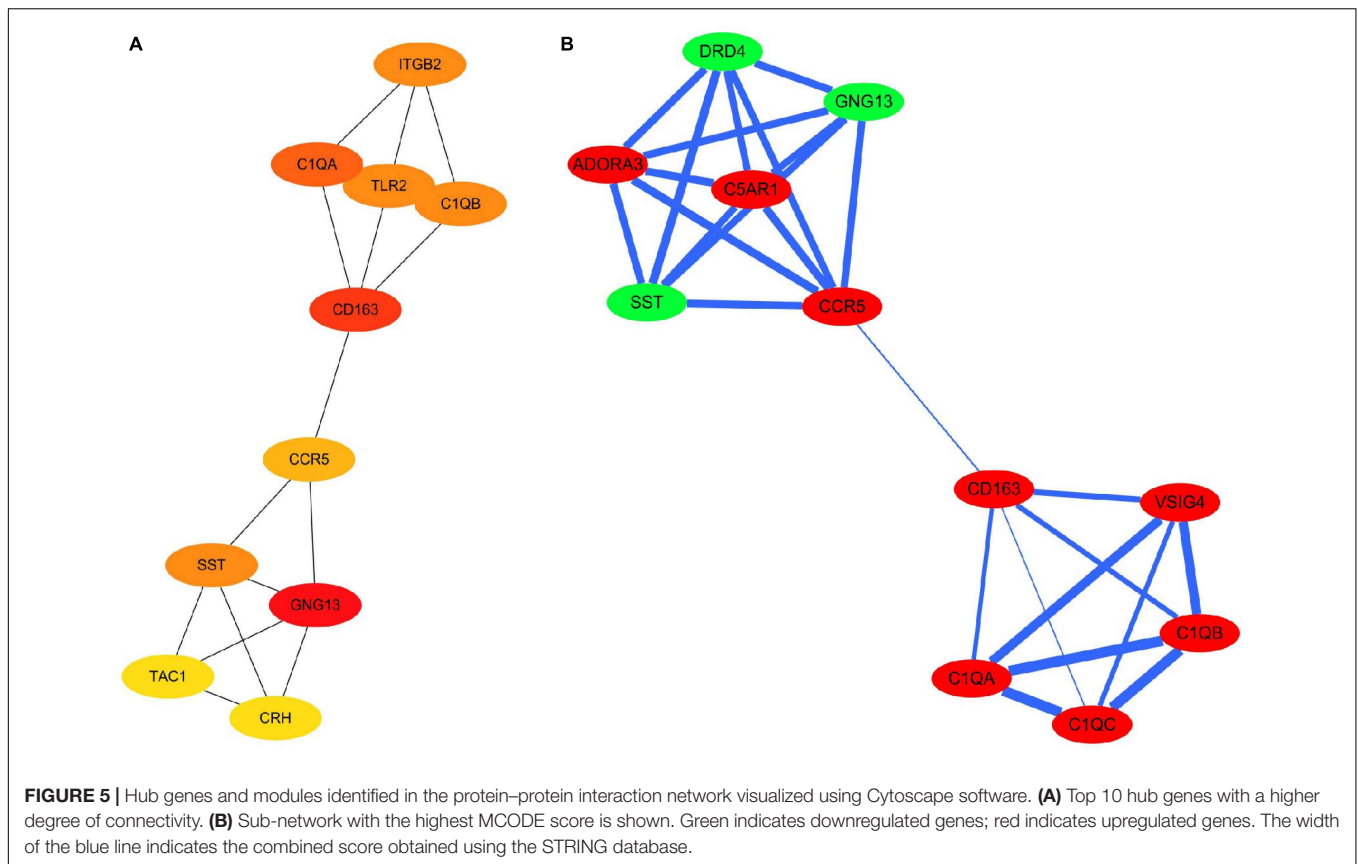 A
ITGB2
C1QA
TLR2
C1QB
CD163
CCR5
SST
GNG13
TAC1
CRH
B
DRD4
GNG13
ADORA3
C5AR1
SST
CCR5
CD163
VSIG4
C1QB
C1QA
C1QC
FIGURE 5 | Hub genes and modules identified in the protein–protein interaction network visualized using Cytoscape software. (A) Top 10 hub genes with a higher
degree of connectivity. (B) Sub-network with the highest MCODE score is shown. Green indicates downregulated genes; red indicates upregulated genes. The width
of the blue line indicates the combined score obtained using the STRING database.